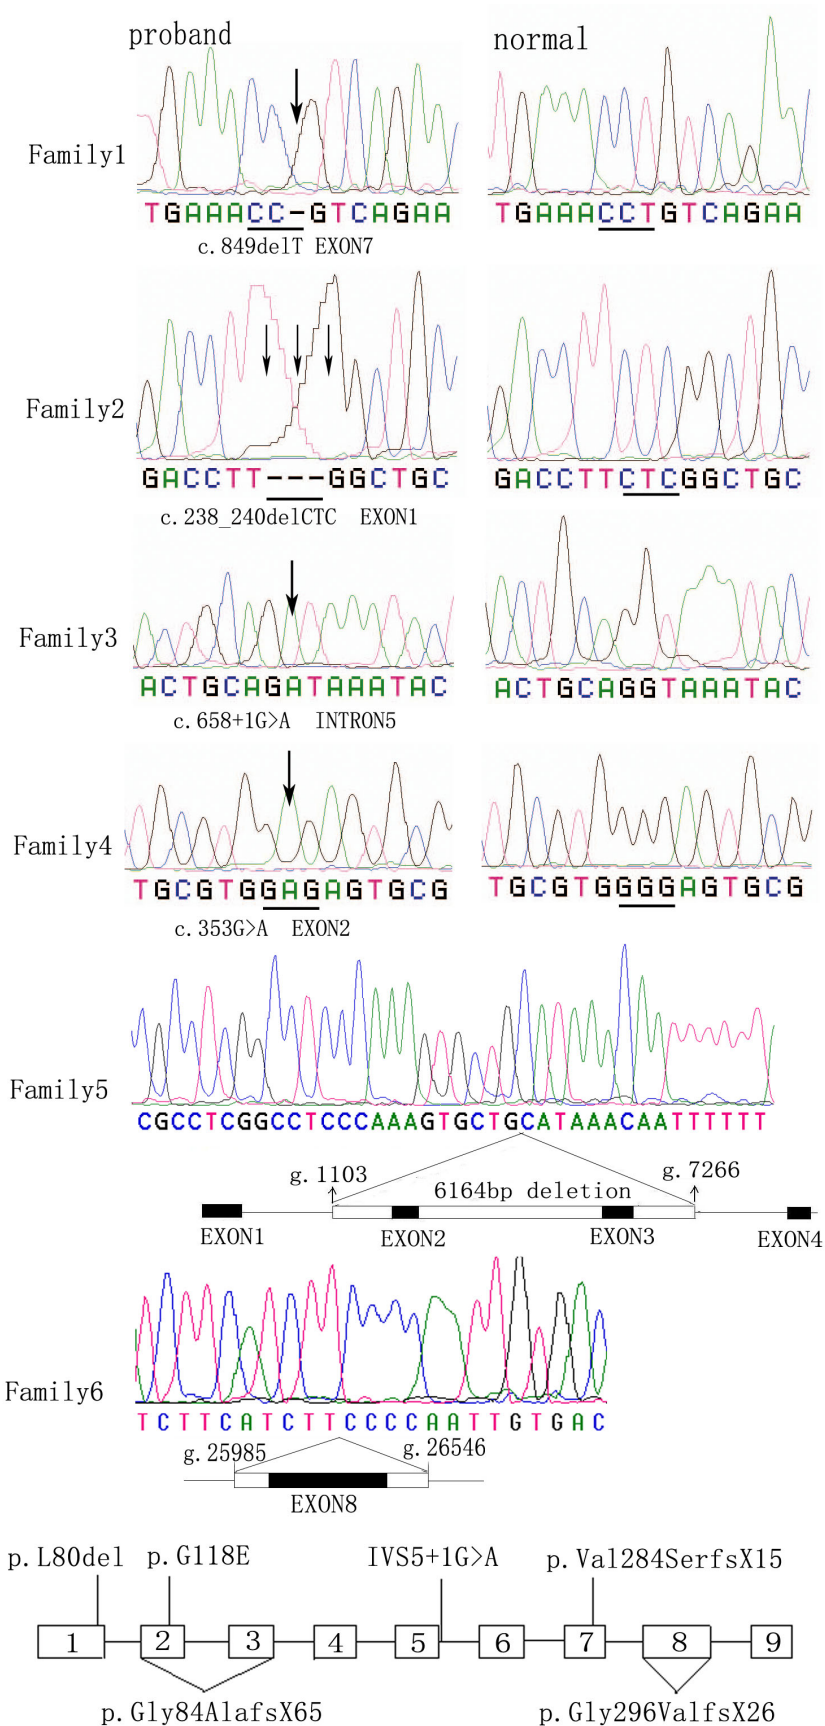 proband normal
Family1
TGAAACC-GTCAGAA TGAAACCTGTCAGAA
c.849delT EXON7
Family2
GACCTT---GGCTGC GACCTTCTCGGCTGC
c.238_240delCTC EXON1
Family3
ACTGCAGATAAATAC ACTGCAGGTAAATAC
c.658+1G>A INTRON5
Family4
TGCGTGGAGAGTGCG TGCGTGGGGAGTGCG
c.353G>A EXON2
Family5
CGCCTCGGCCTCCCAAAGTGCTGCATAAACAATTTTTT
g.1103 g.7266
6164bp deletion
EXON1 EXON2 EXON3 EXON4
Family6
TCTTCATCTTCCCCAATTGTGAC
g.25985 g.26546
EXON8
p.L80del p.G118E IVS5+1G>A p.Val284SerfsX15
1 2 3 4 5 6 7 8 9
p.Gly84AlafsX65 p.Gly296ValfsX26